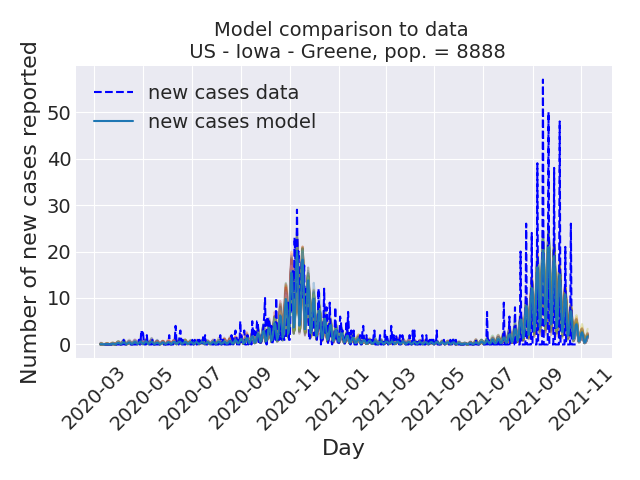 Model comparison to data
US - Iowa - Greene, pop. = 8888
new cases data
new cases model
Number of new cases reported
50
40
30
20
10
0
2020-03
2020-05
2020-07
2020-09
2020-11
2021-01
2021-03
2021-05
2021-07
2021-09
2021-11
Day